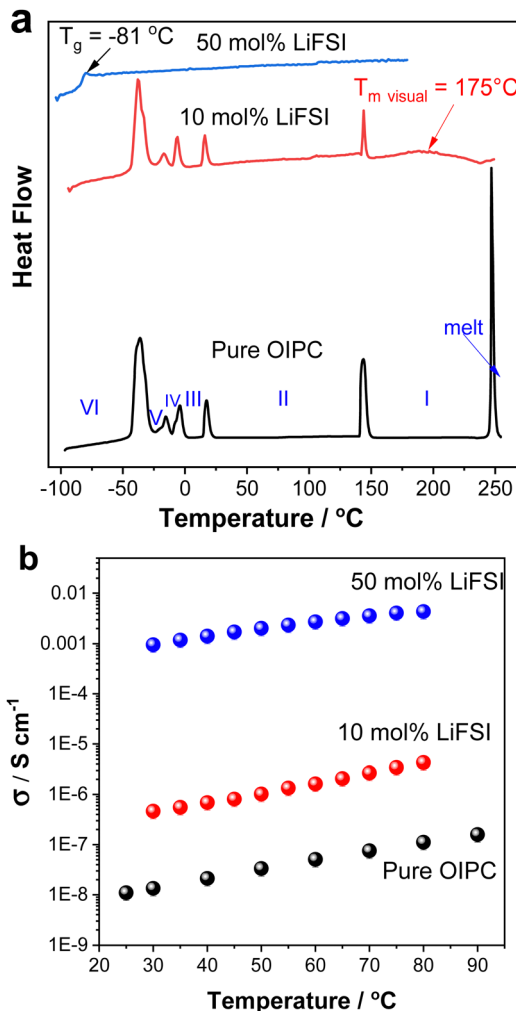 a
Tg = -81 ºC
50 mol% LiFSI
10 mol% LiFSI
Tm visual = 175°C
Pure OIPC
melt
VI
V
IV
III
II
I
Heat Flow
-100 -50 0 50 100 150 200 250
Temperature / ºC
b
50 mol% LiFSI
10 mol% LiFSI
Pure OIPC
σ / S cm⁻¹
0.01
0.001
1E-4
1E-5
1E-6
1E-7
1E-8
1E-9
20 30 40 50 60 70 80 90
Temperature / ºC